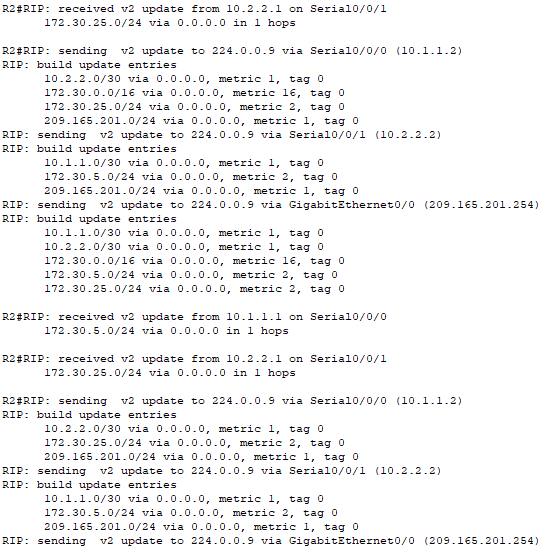 R2#RIP: received v2 update from 10.2.2.1 on Serial0/0/1
172.30.25.0/24 via 0.0.0.0 in 1 hops
R2#RIP: sending  v2 update to 224.0.0.9 via Serial0/0/0 (10.1.1.2)
RIP: build update entries
10.2.2.0/30 via 0.0.0.0, metric 1, tag 0
172.30.0.0/16 via 0.0.0.0, metric 16, tag 0
172.30.25.0/24 via 0.0.0.0, metric 2, tag 0
209.165.201.0/24 via 0.0.0.0, metric 1, tag 0
RIP: sending  v2 update to 224.0.0.9 via Serial0/0/1 (10.2.2.2)
RIP: build update entries
10.1.1.0/30 via 0.0.0.0, metric 1, tag 0
172.30.5.0/24 via 0.0.0.0, metric 2, tag 0
209.165.201.0/24 via 0.0.0.0, metric 1, tag 0
RIP: sending  v2 update to 224.0.0.9 via GigabitEthernet0/0 (209.165.201.254)
RIP: build update entries
10.1.1.0/30 via 0.0.0.0, metric 1, tag 0
10.2.2.0/30 via 0.0.0.0, metric 1, tag 0
172.30.0.0/16 via 0.0.0.0, metric 16, tag 0
172.30.5.0/24 via 0.0.0.0, metric 2, tag 0
172.30.25.0/24 via 0.0.0.0, metric 2, tag 0
R2#RIP: received v2 update from 10.1.1.1 on Serial0/0/0
172.30.5.0/24 via 0.0.0.0 in 1 hops
R2#RIP: received v2 update from 10.2.2.1 on Serial0/0/1
172.30.25.0/24 via 0.0.0.0 in 1 hops
R2#RIP: sending  v2 update to 224.0.0.9 via Serial0/0/0 (10.1.1.2)
RIP: build update entries
10.2.2.0/30 via 0.0.0.0, metric 1, tag 0
172.30.25.0/24 via 0.0.0.0, metric 2, tag 0
209.165.201.0/24 via 0.0.0.0, metric 1, tag 0
RIP: sending  v2 update to 224.0.0.9 via Serial0/0/1 (10.2.2.2)
RIP: build update entries
10.1.1.0/30 via 0.0.0.0, metric 1, tag 0
172.30.5.0/24 via 0.0.0.0, metric 2, tag 0
209.165.201.0/24 via 0.0.0.0, metric 1, tag 0
RIP: sending  v2 update to 224.0.0.9 via GigabitEthernet0/0 (209.165.201.254)